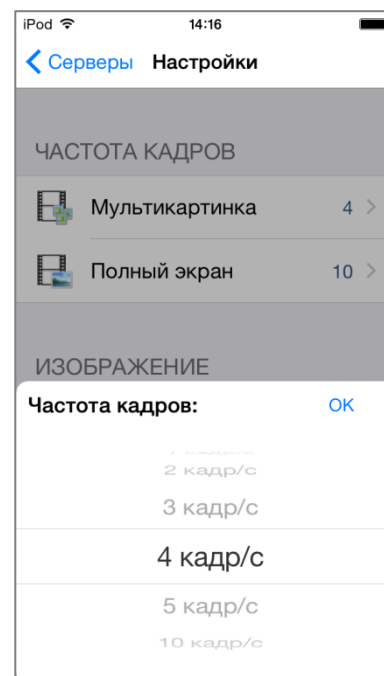 iPod 14:16
Серверы Настройки
ЧАСТОТА КАДРОВ
Мультикартинка 4
Полный экран 10
ИЗОБРАЖЕНИЕ
Частота кадров: OK
2 кадр/с
3 кадр/с
4 кадр/с
5 кадр/с
10 кадр/с